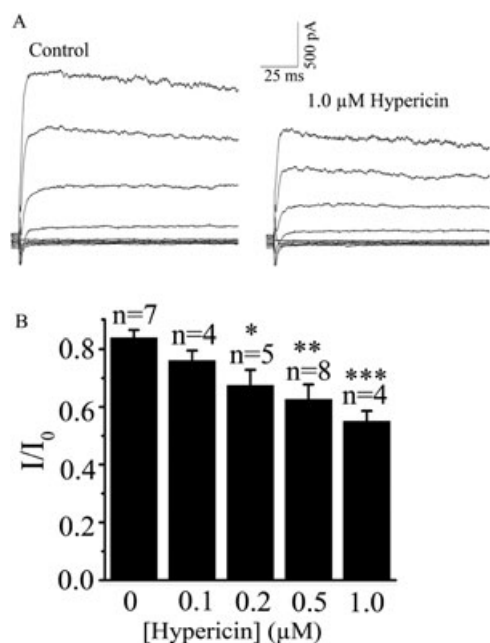 A
Control
500 pA
25 ms
1.0 µM Hypericin
B
n=7
n=4
*
n=5
**
n=8
***
n=4
0.8
0.6
0.4
0.2
0.0
I/I0
0 0.1 0.2 0.5 1.0
[Hypericin] (µM)